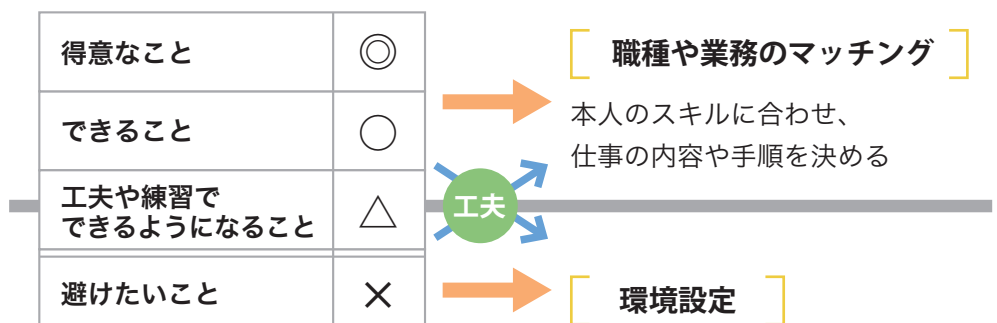 得意なこと ◎
できること ○
工夫や練習で
できるようになること △
避けたいこと ×
工夫
職種や業務のマッチング
本人のスキルに合わせ、
仕事の内容や手順を決める
環境設定